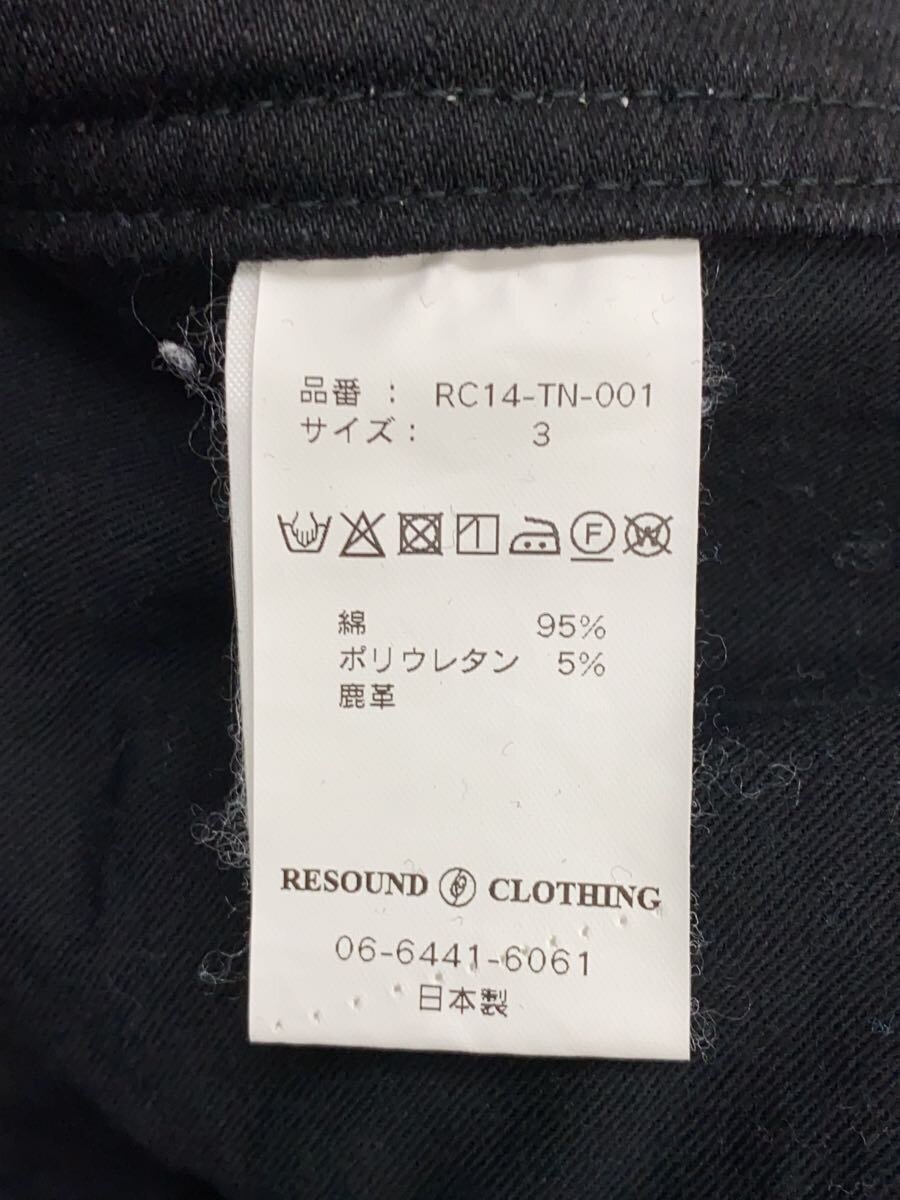 品番 : RC14-TN-001
サイズ : 3
F W
綿 95%
ポリウレタン 5%
鹿革
RESOUND CLOTHING
06-6441-6061
日本製